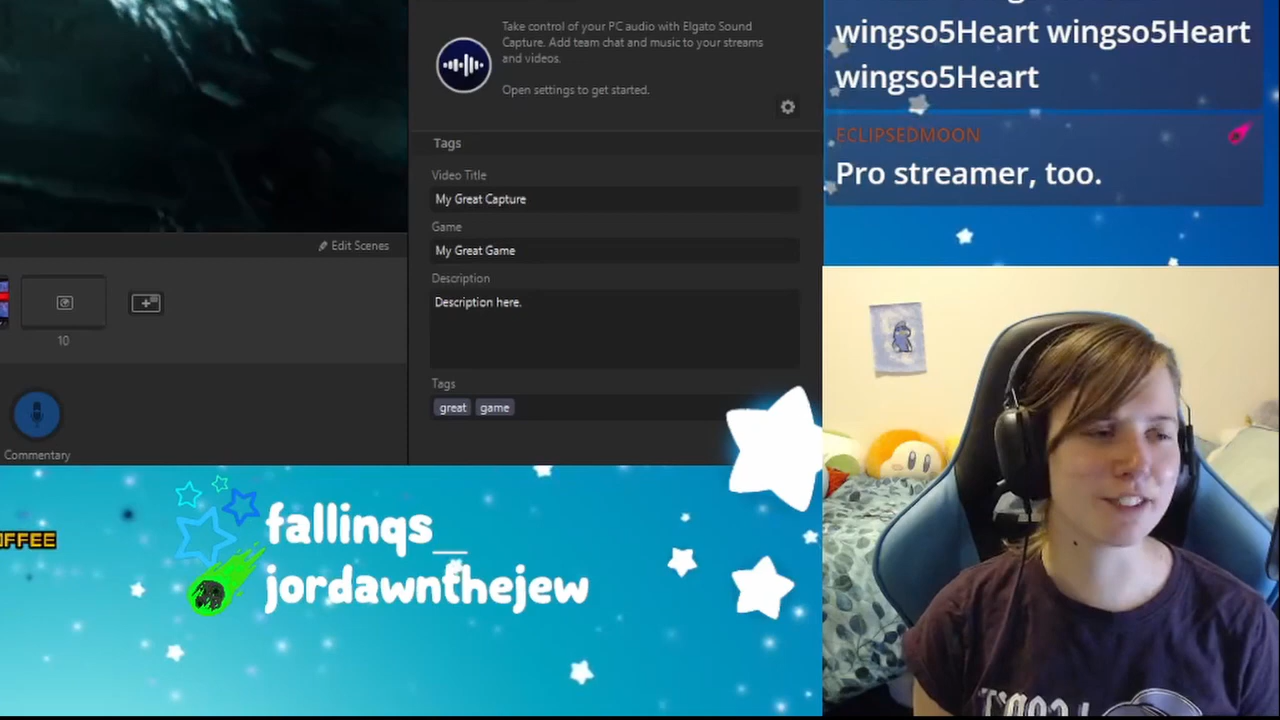 Take control of your PC audio with Elgato Sound
Capture. Add team chat and music to your streams
and videos.
Open settings to get started.
Tags
Video Title
My Great Capture
Game
My Great Game
Description
Description here.
Tags
great game
Edit Scenes
10
Commentary
wingso5Heart wingso5Heart
wingso5Heart
ECLIPSEDMOON
Pro streamer, too.
fallinqs_
jordawnthejew